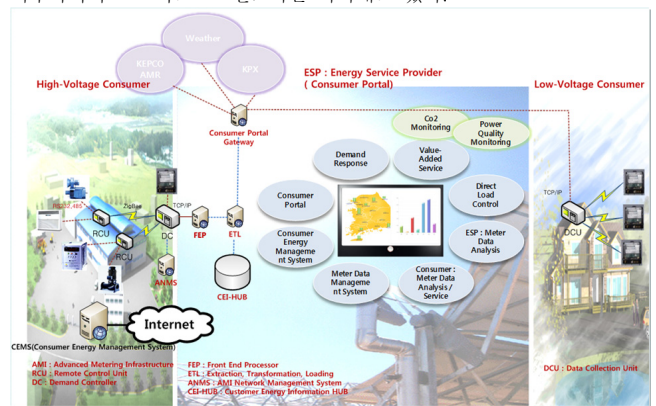 Weather
KEPCO
AMR
KPX
High-Voltage Consumer
ESP : Energy Service Provider
( Consumer Portal)
Low-Voltage Consumer
Consumer Portal
Gateway
Co2
Monitoring
Power
Quality
Monitoring
Demand
Response
Value-
Added
Service
Consumer
Portal
Direct
Load
Control
Consumer
Energy
Manageme
nt System
ESP : Meter
Data
Analysis
Meter Data
Manageme
nt System
Consumer :
Meter Data
Analysis /
Service
RS232,485
ZigBee
TCP/IP
RCU
RCU
DC
FEP
ETL
ANMS
CEI-HUB
TCP/IP
DCU
Internet
CEMS(Consumer Energy Management System)
AMI : Advanced Metering Infrastructure
RCU : Remote Control Unit
DC : Demand Controller
FEP : Front End Processor
ETL : Extraction, Transformation, Loading
ANMS : AMI Network Management System
CEI-HUB : Customer Energy Information HUB
DCU : Data Collection Unit